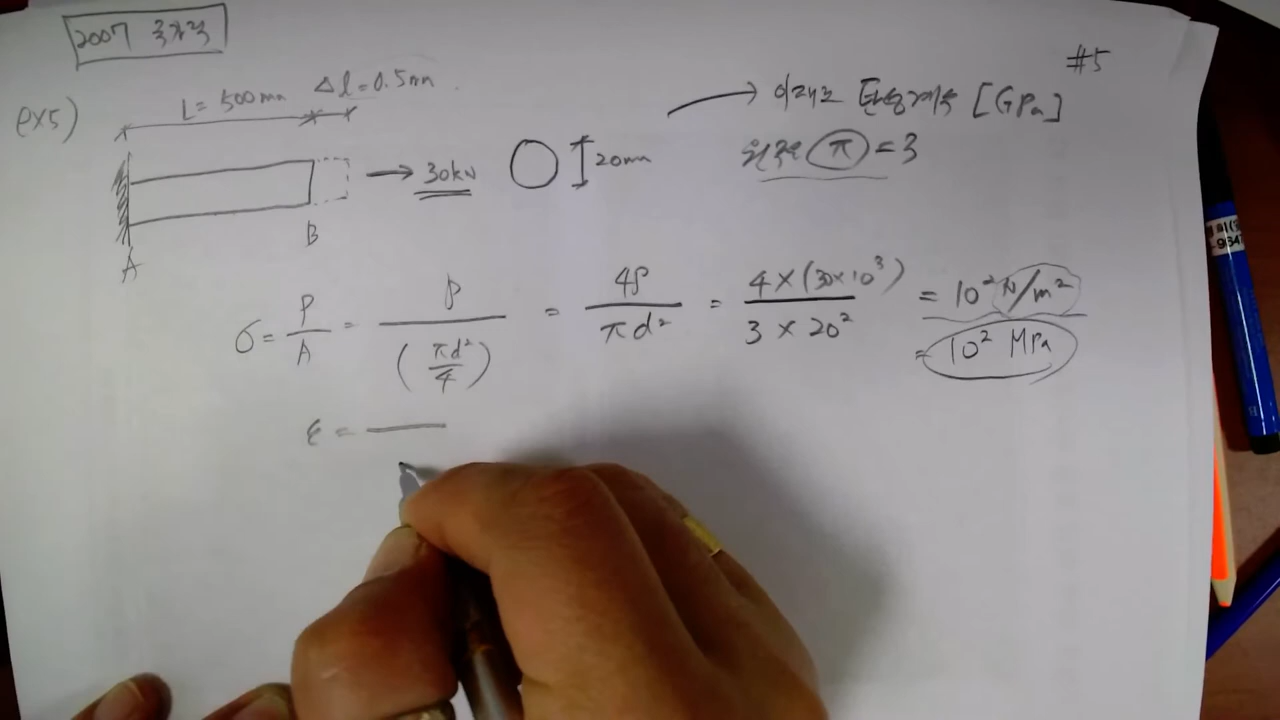 2007 국가직
#5
ex5)
L= 500mm Δl=0.5mm
→ 30kN
20mm
→ 이재료 탄성계수 [GPa]
원주율 π = 3
A
B
σ = P/A = P/(πd²/4) = 4P/πd² = 4×(30×10³)/3×20² = 10² N/m²
= 10² MPa
ε =